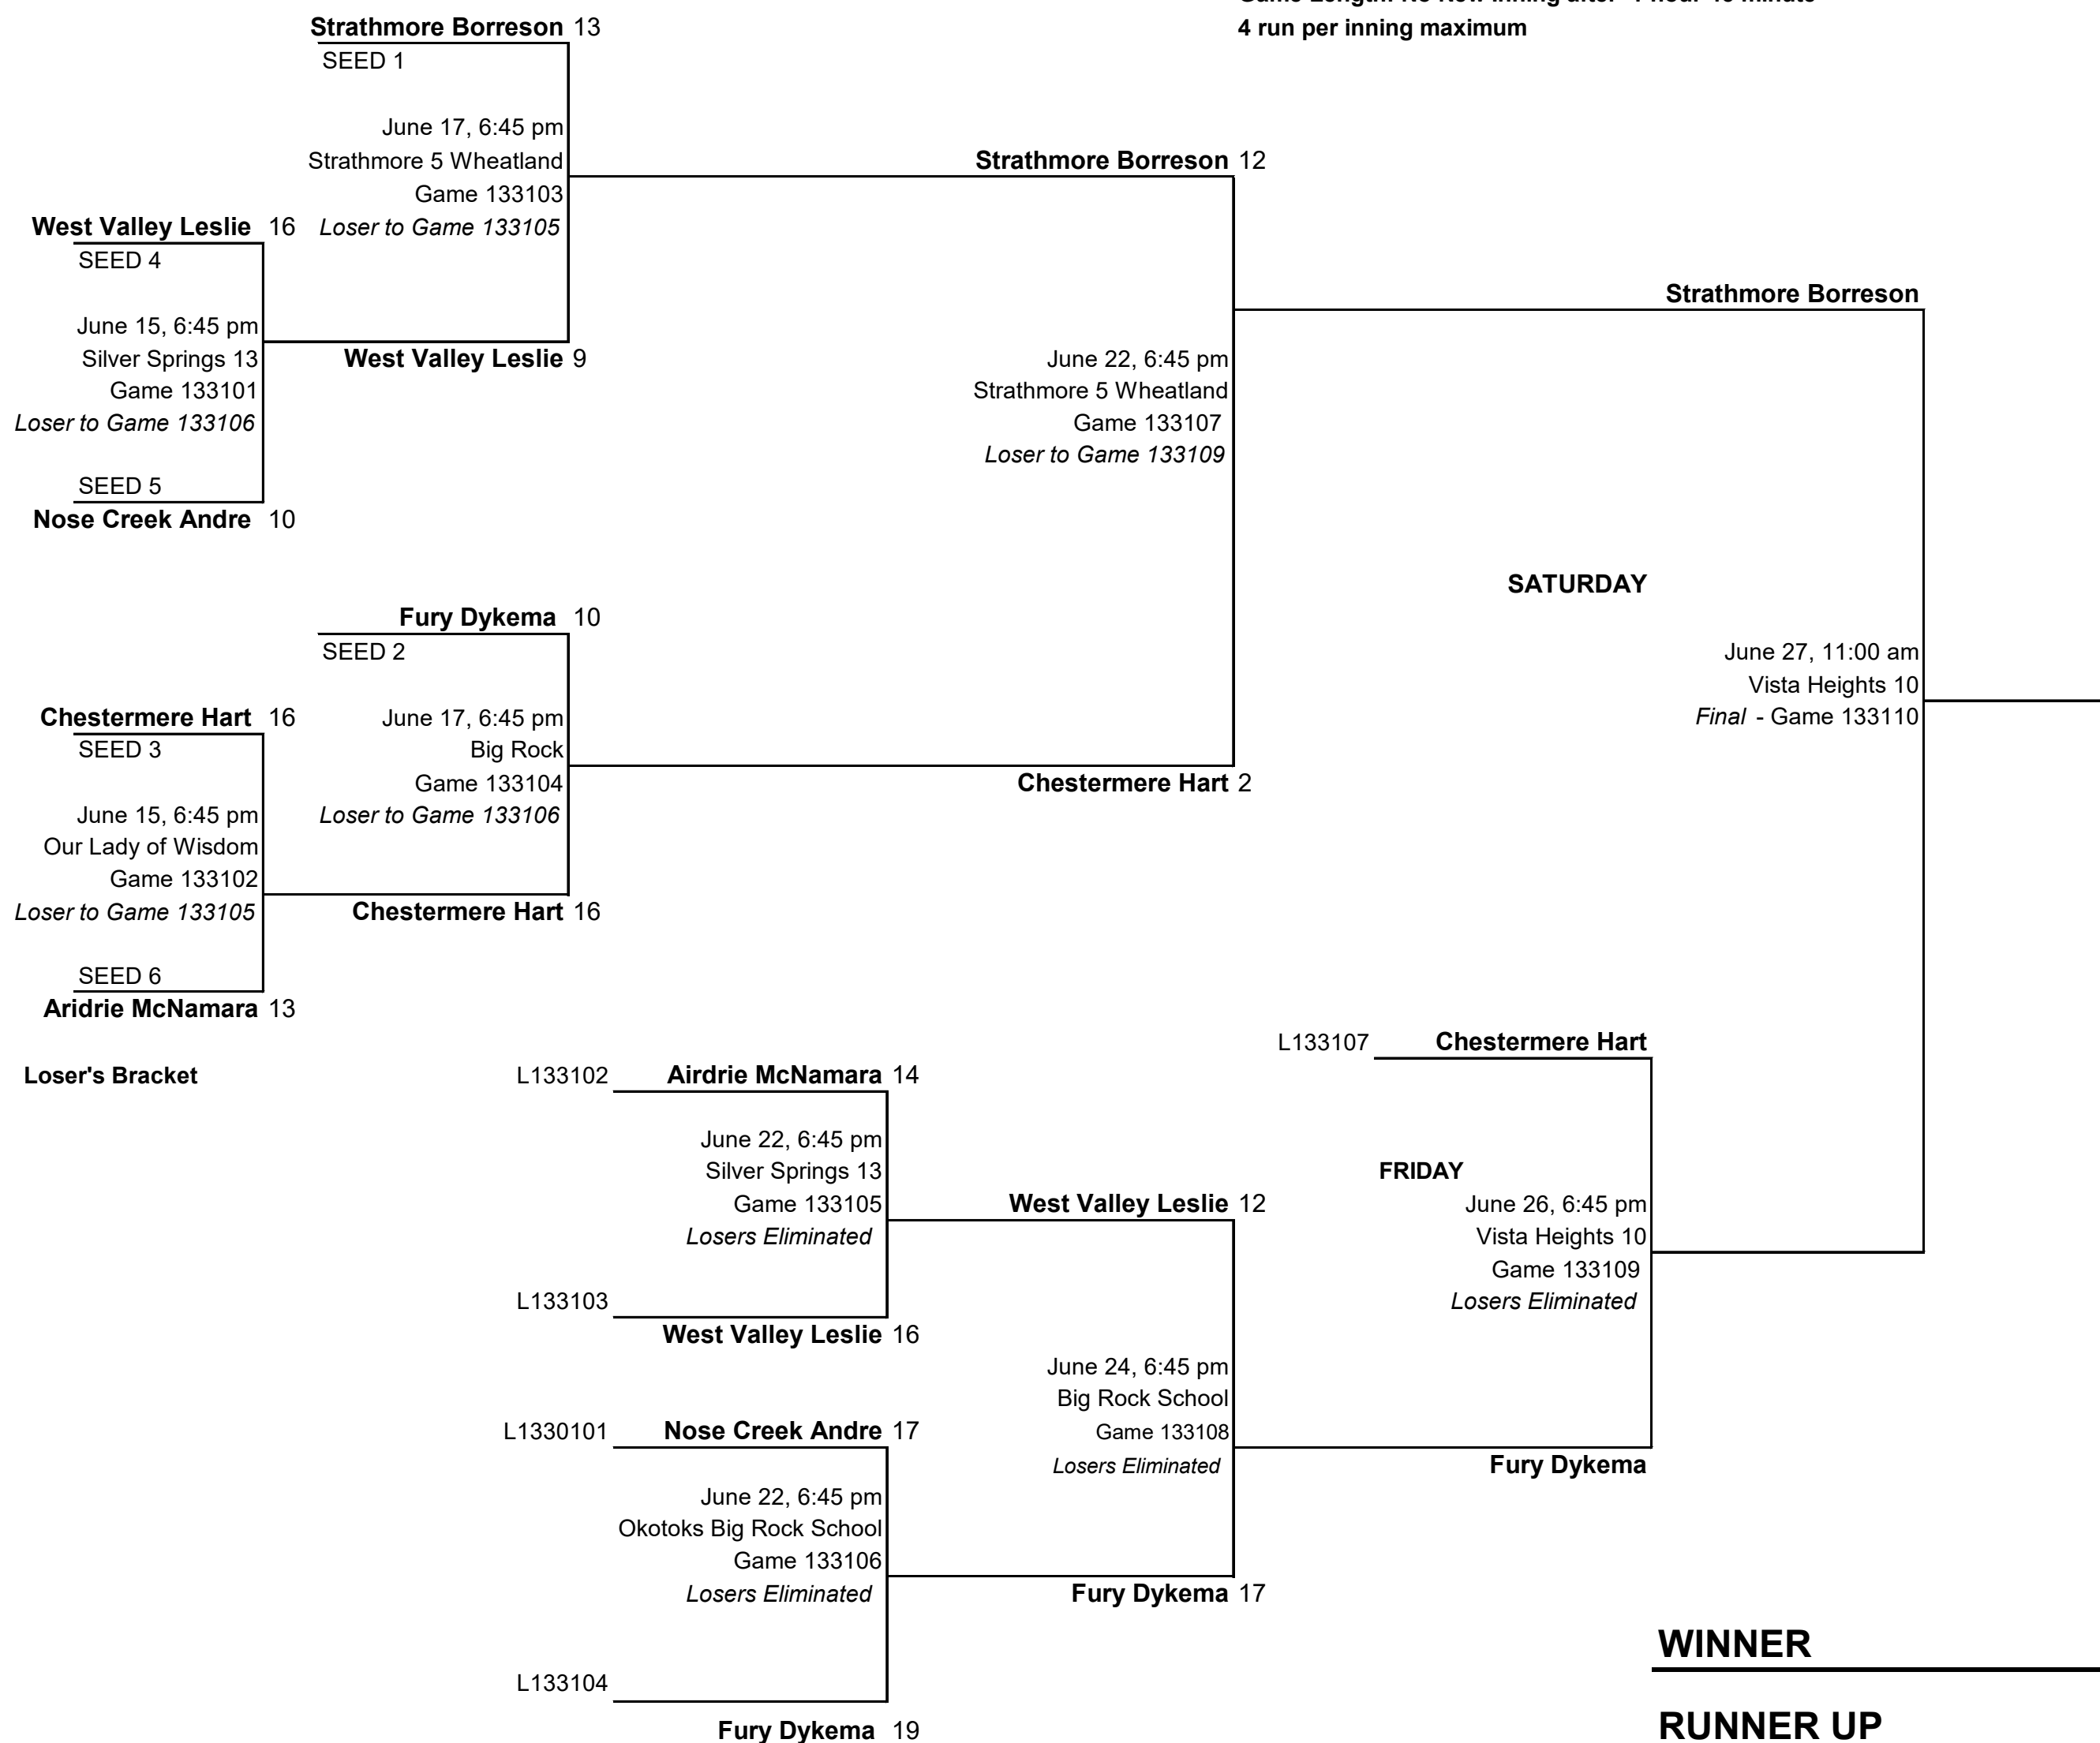 4 run per inning maximum
Strathmore Borreson 13
SEED 1
June 17, 6:45 pm
Strathmore 5 Wheatland
Game 133103
Loser to Game 133105
West Valley Leslie 16
SEED 4
June 15, 6:45 pm
Silver Springs 13
Game 133101
Loser to Game 133106
SEED 5
Nose Creek Andre 10
West Valley Leslie 9
Strathmore Borreson 12
June 22, 6:45 pm
Strathmore 5 Wheatland
Game 133107
Loser to Game 133109
Strathmore Borreson
SATURDAY
June 27, 11:00 am
Vista Heights 10
Final - Game 133110
Fury Dykema 10
SEED 2
June 17, 6:45 pm
Big Rock
Game 133104
Loser to Game 133106
Chestermere Hart 16
SEED 3
June 15, 6:45 pm
Our Lady of Wisdom
Game 133102
Loser to Game 133105
SEED 6
Aridrie McNamara 13
Chestermere Hart 16
Chestermere Hart 2
Loser's Bracket
L133102 Airdrie McNamara 14
June 22, 6:45 pm
Silver Springs 13
Game 133105
Losers Eliminated
L133103
West Valley Leslie 16
L1330101 Nose Creek Andre 17
June 22, 6:45 pm
Okotoks Big Rock School
Game 133106
Losers Eliminated
L133104
Fury Dykema 19
West Valley Leslie 12
June 24, 6:45 pm
Big Rock School
Game 133108
Losers Eliminated
Fury Dykema 17
L133107 Chestermere Hart
FRIDAY
June 26, 6:45 pm
Vista Heights 10
Game 133109
Losers Eliminated
Fury Dykema
WINNER
RUNNER UP